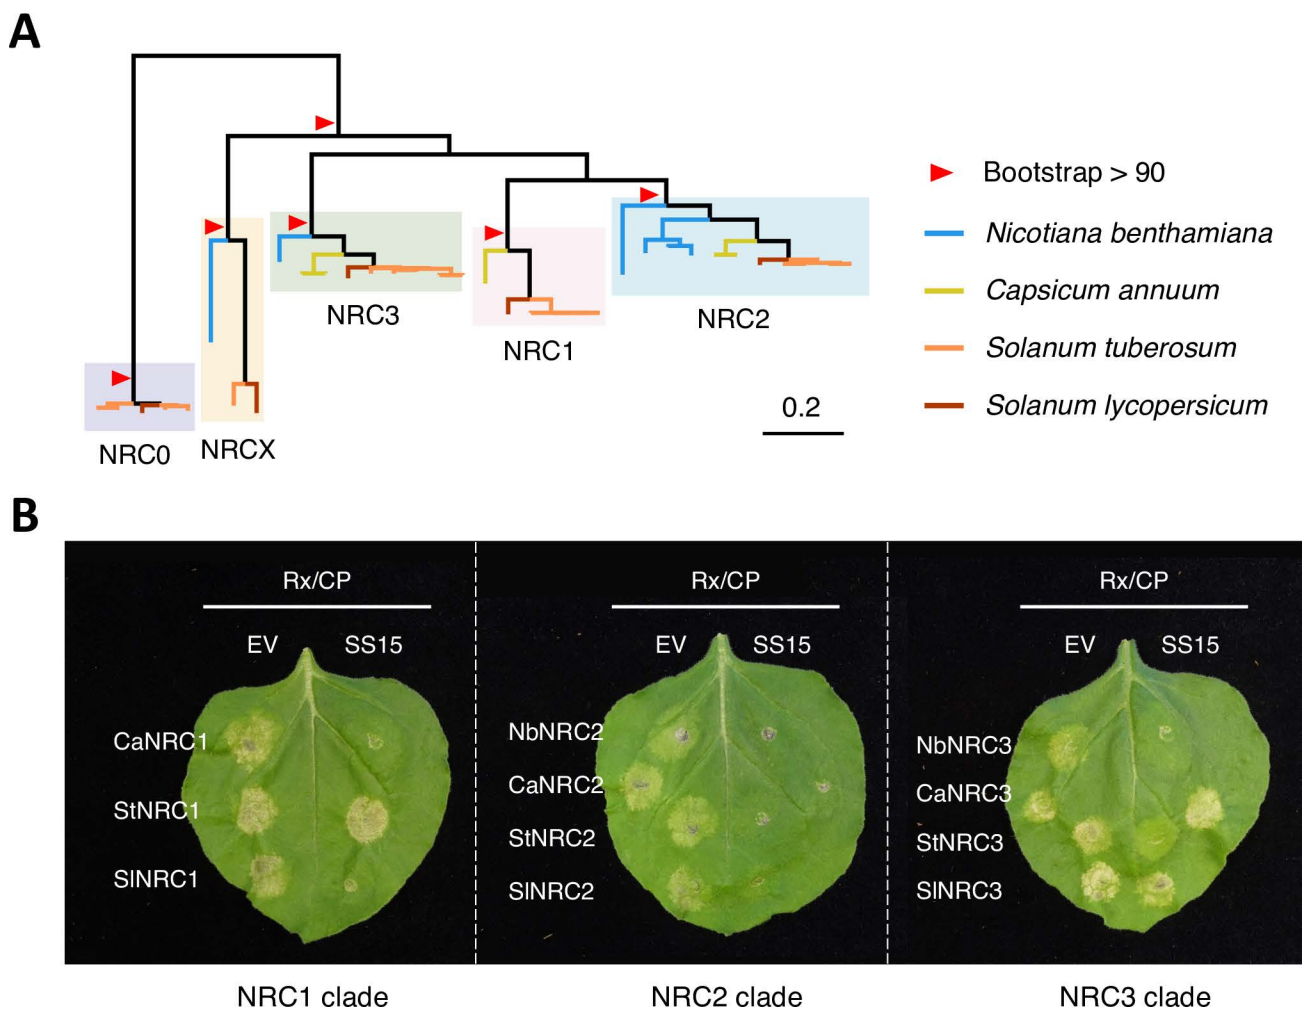 A
Bootstrap > 90
Nicotiana benthamiana
Capsicum annuum
Solanum tuberosum
Solanum lycopersicum
NRC3
NRC2
NRC1
0.2
NRC0
NRCX
B
Rx/CP
EV SS15
CaNRC1
StNRC1
SlNRC1
NRC1 clade
Rx/CP
EV SS15
NbNRC2
CaNRC2
StNRC2
SlNRC2
NRC2 clade
Rx/CP
EV SS15
NbNRC3
CaNRC3
StNRC3
SlNRC3
NRC3 clade